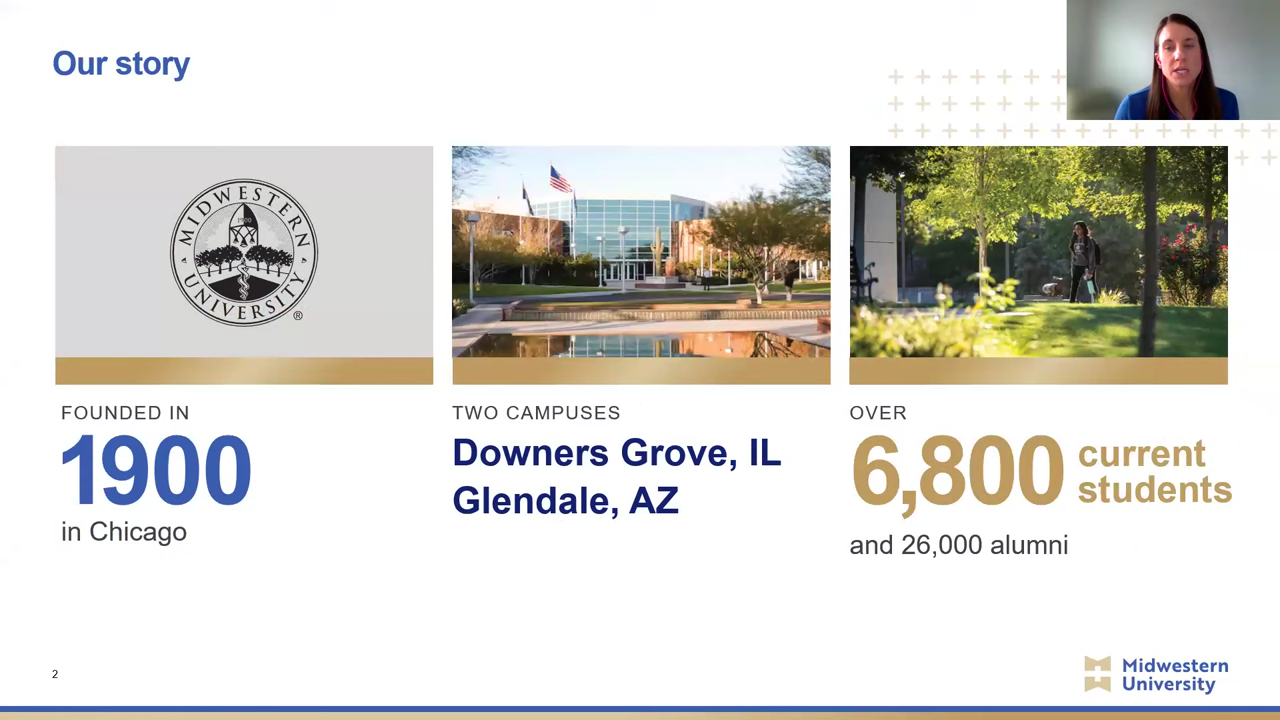 Our story
MIDWESTERN
1900
UNIVERSITY
®
FOUNDED IN
1900
in Chicago
TWO CAMPUSES
Downers Grove, IL
Glendale, AZ
OVER
6,800 current
students
and 26,000 alumni
2
Midwestern
University